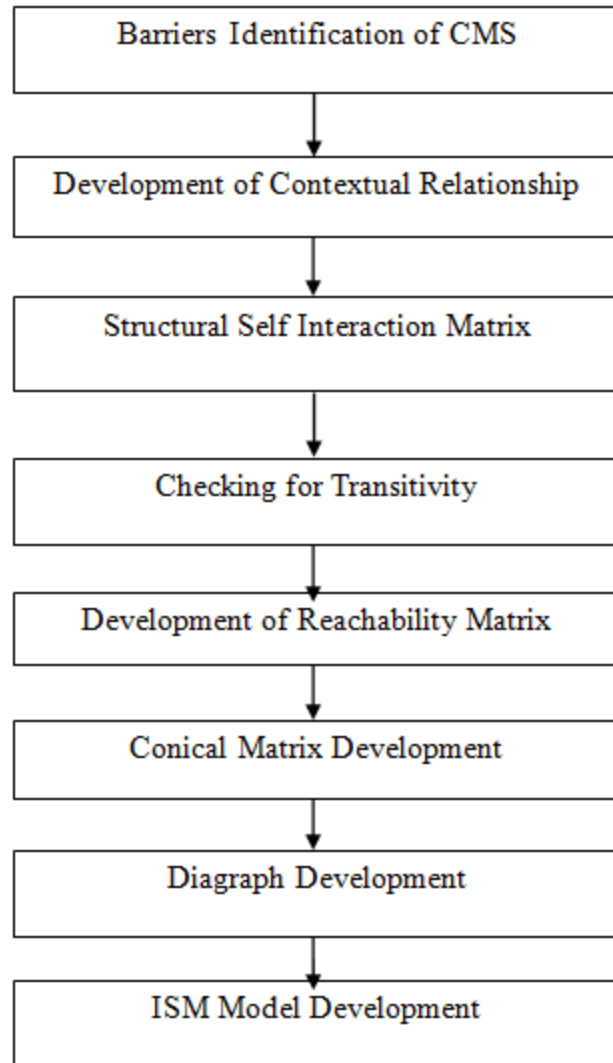 Barriers Identification of CMS
Development of Contextual Relationship
Structural Self Interaction Matrix
Checking for Transitivity
Development of Reachability Matrix
Conical Matrix Development
Diagraph Development
ISM Model Development